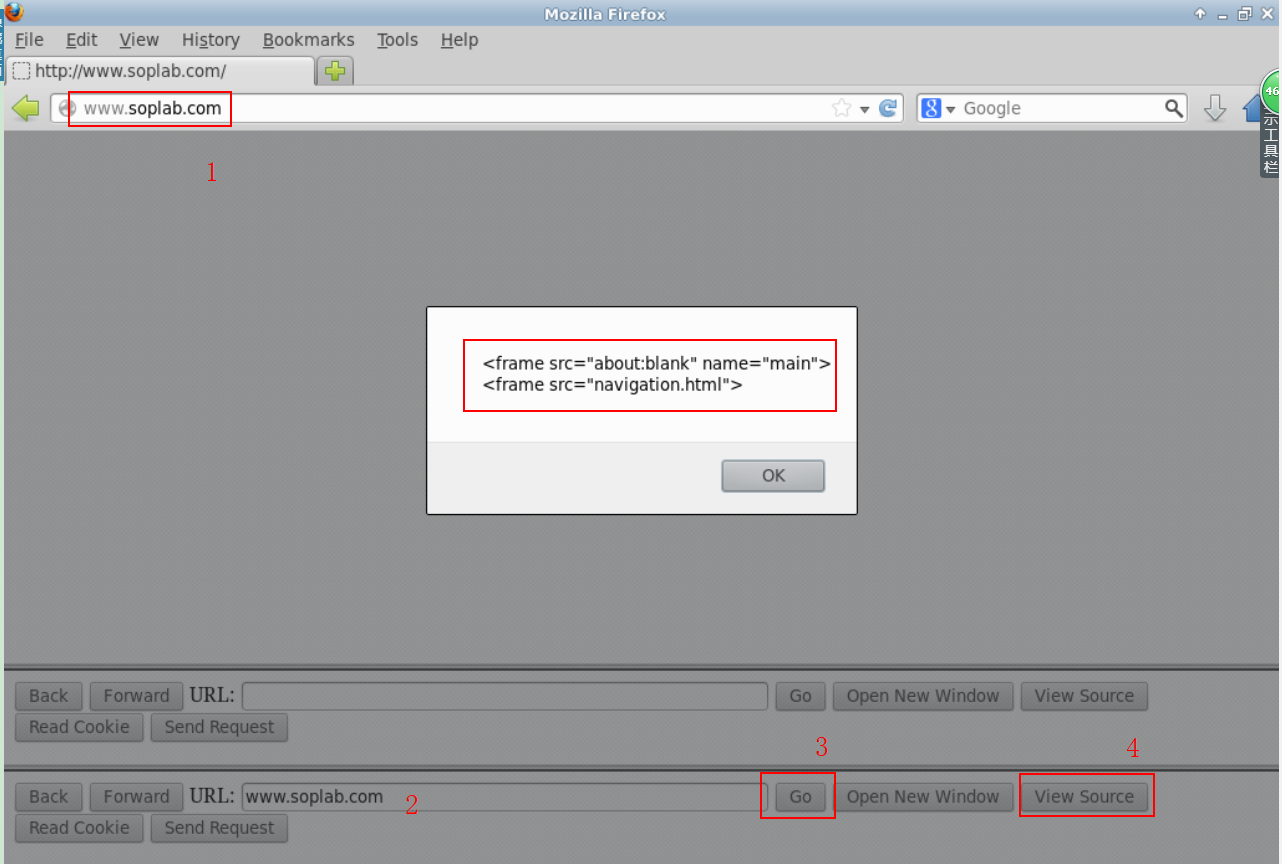 Mozilla Firefox
File Edit View History Bookmarks Tools Help
http://www.soplab.com/
www.soplab.com
Google
46
示工具栏
1
<frame src="about:blank" name="main">
<frame src="navigation.html">
OK
Back Forward URL: Go Open New Window View Source
Read Cookie Send Request
3 4
Back Forward URL: www.soplab.com 2 Go Open New Window View Source
Read Cookie Send Request